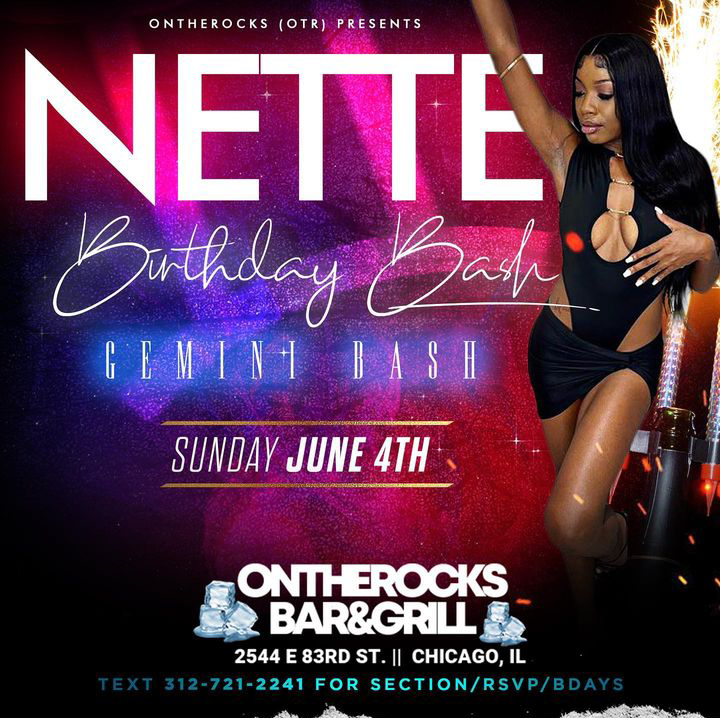 ONTHEROCKS (OTR) PRESENTS
NETTE
Birthday Bash
GEMINI BASH
SUNDAY JUNE 4TH
ONTHEROCKS
BAR&GRILL
2544 E 83RD ST. || CHICAGO, IL
TEXT 312-721-2241 FOR SECTION/RSVP/BDAYS